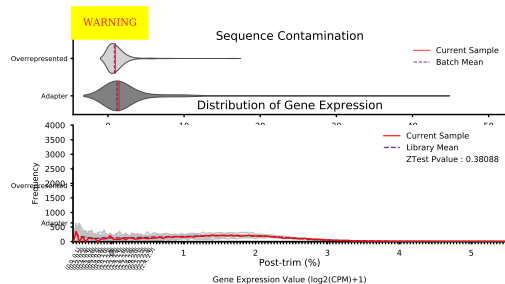 WARNING
Sequence Contamination
Overrepresented
Adapter
Current Sample
Batch Mean
0 10 20 30 40 50
Distribution of Gene Expression
Current Sample
Library Mean
ZTest Pvalue : 0.38088
Frequency
4000
3500
3000
2500
2000
1500
1000
500
0
Overrepresented
Adapter
1 2 3 4 5
Post-trim (%)
Gene Expression Value (log2(CPM)+1)